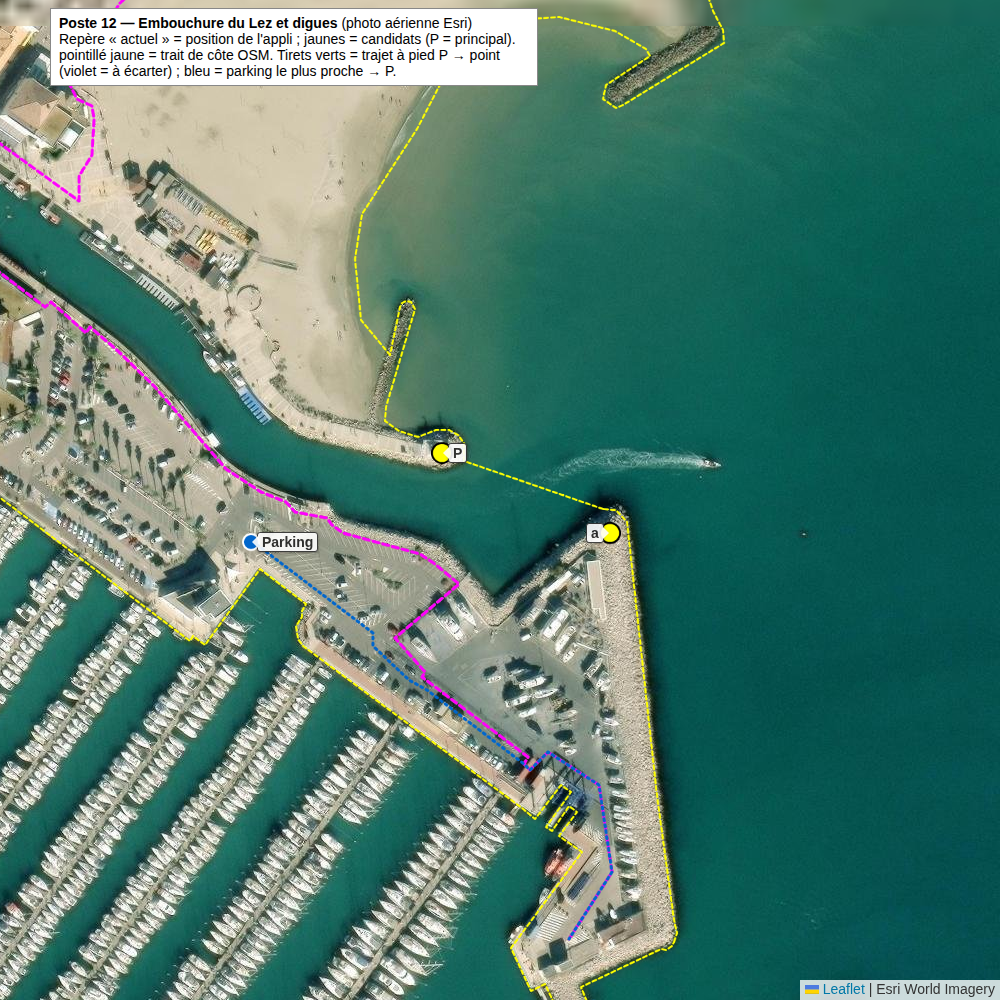 Poste 12 — Embouchure du Lez et digues (photo aérienne Esri)
Repère « actuel » = position de l'appli ; jaunes = candidats (P = principal).
pointillé jaune = trait de côte OSM. Tirets verts = trajet à pied P → point
(violet = à écarter) ; bleu = parking le plus proche → P.
P
a
Parking
Leaflet | Esri World Imagery